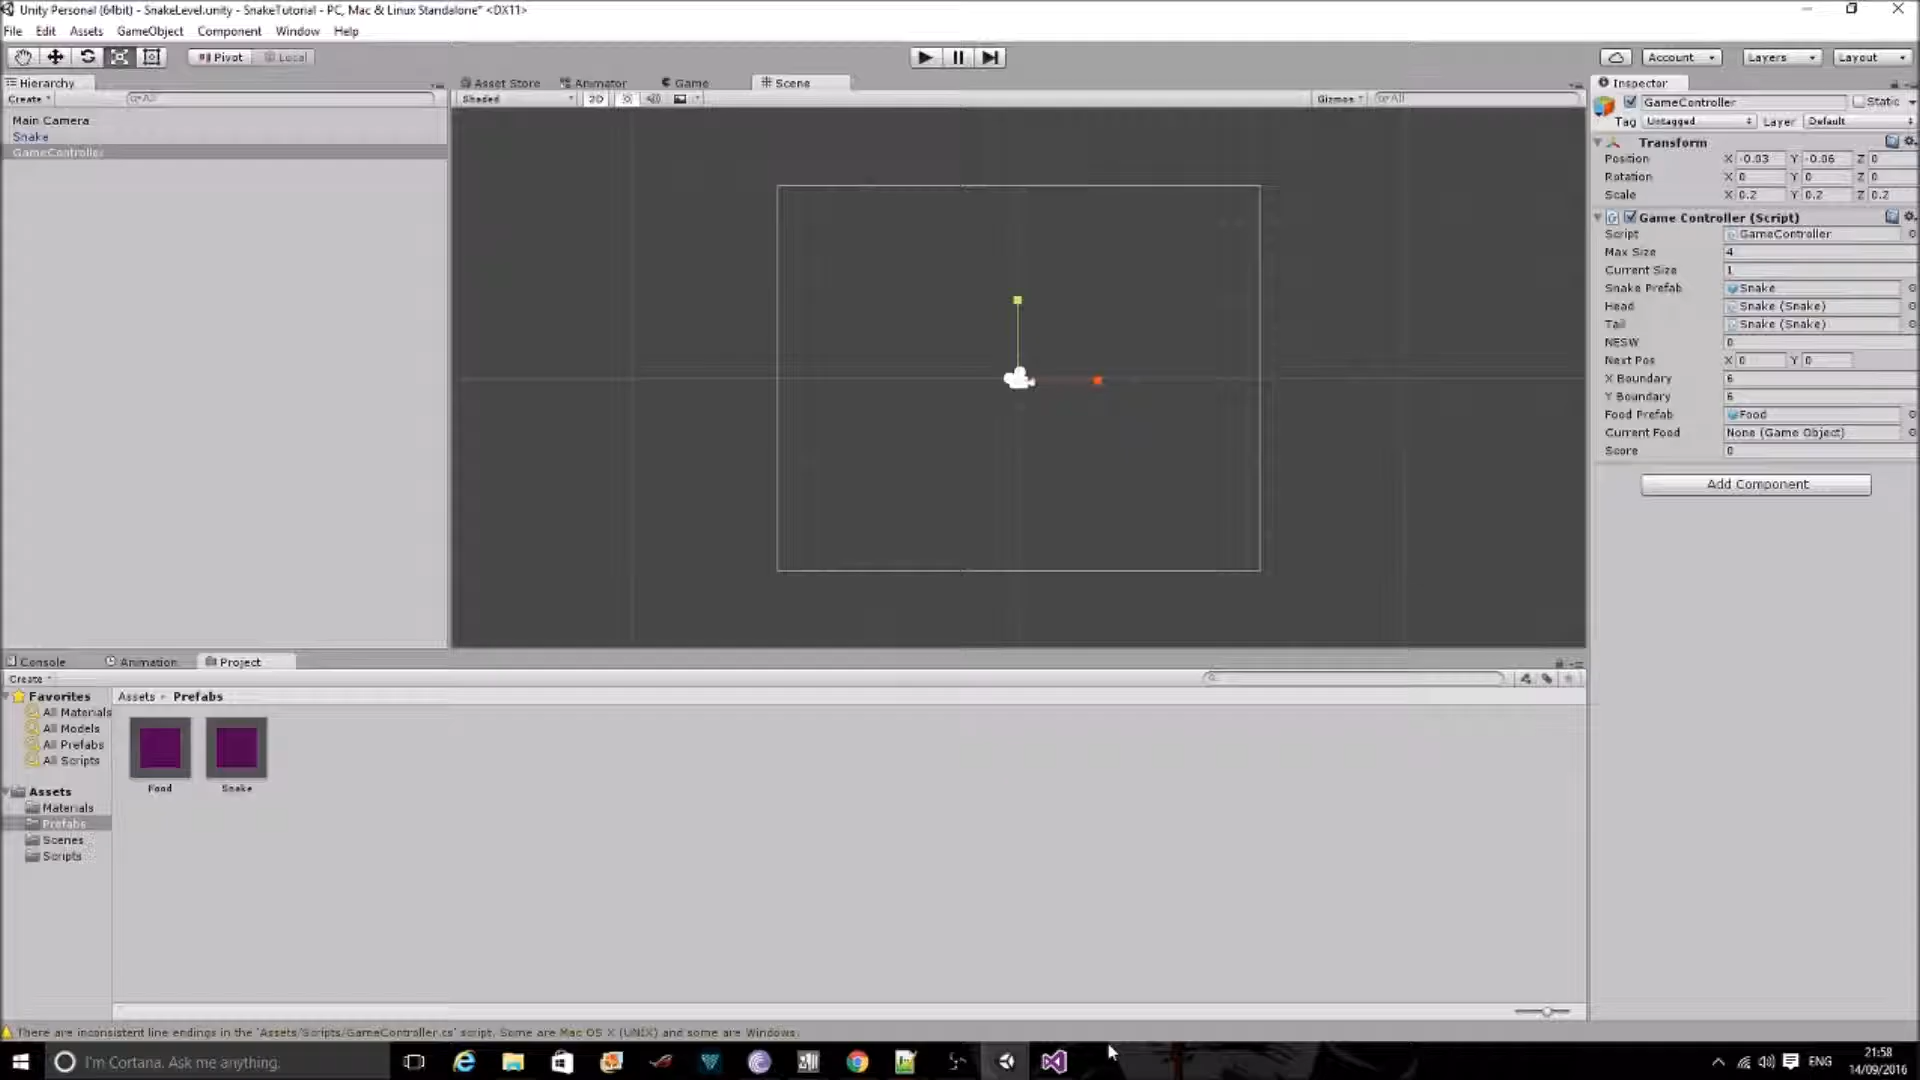 Unity Personal (64bit) - SnakeLevel.unity - SnakeTutorial - PC, Mac & Linux Standalone* <DX11>
File Edit Assets GameObject Component Window Help
Pivot Local Account Layers Layout
Hierarchy
Create All
Main Camera
Snake
GameController
Asset Store Animator Game Scene
Shaded 2D Gizmos All
Inspector
GameController Static
Tag Untagged Layer Default
Transform
Position X -0.03 Y -0.06 Z 0
Rotation X 0 Y 0 Z 0
Scale X 0.2 Y 0.2 Z 0.2
Game Controller (Script)
Script GameController
Max Size 4
Current Size 1
Snake Prefab Snake
Head Snake (Snake)
Tail Snake (Snake)
NESW 0
Next Pos X 0 Y 0
X Boundary 6
Y Boundary 6
Food Prefab Food
Current Food None (Game Object)
Score 0
Add Component
Console Animation Project
Create
Favorites
All Materials
All Models
All Prefabs
All Scripts
Assets
Materials
Prefabs
Scenes
Scripts
Assets Prefabs
Food Snake
There are inconsistent line endings in the 'Assets/Scripts/GameController.cs' script. Some are Mac OS X (UNIX) and some are Windows.
I'm Cortana. Ask me anything.
ENG
21:58
14/09/2016